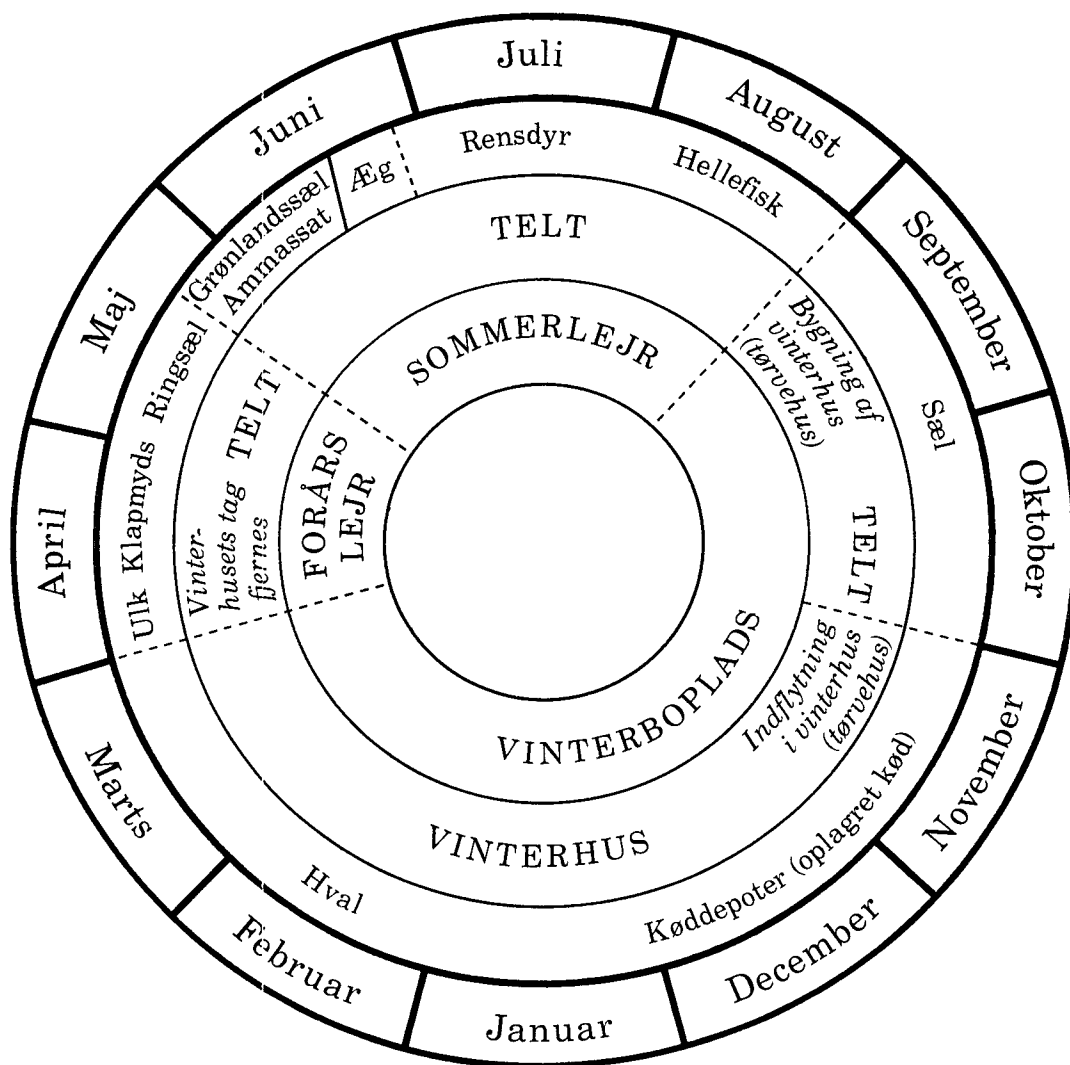 Juli
August
September
Oktober
November
December
Januar
Februar
Marts
April
Maj
Juni
Rensdyr
Hellefisk
Sæl
Køddepoter (oplagret kød)
Hval
Ulk Klapmyds Ringsæl
Grønlandssæl
Ammassat
Æg
TELT
Bygning af
vinterhus
(tørvehus)
TELT
Indflytning
i vinterhus
(tørvehus)
VINTERHUS
Vinter-
husets tag
fjernes
TELT
SOMMERLEJR
VINTERBOPLADS
FORÅRS
LEJR